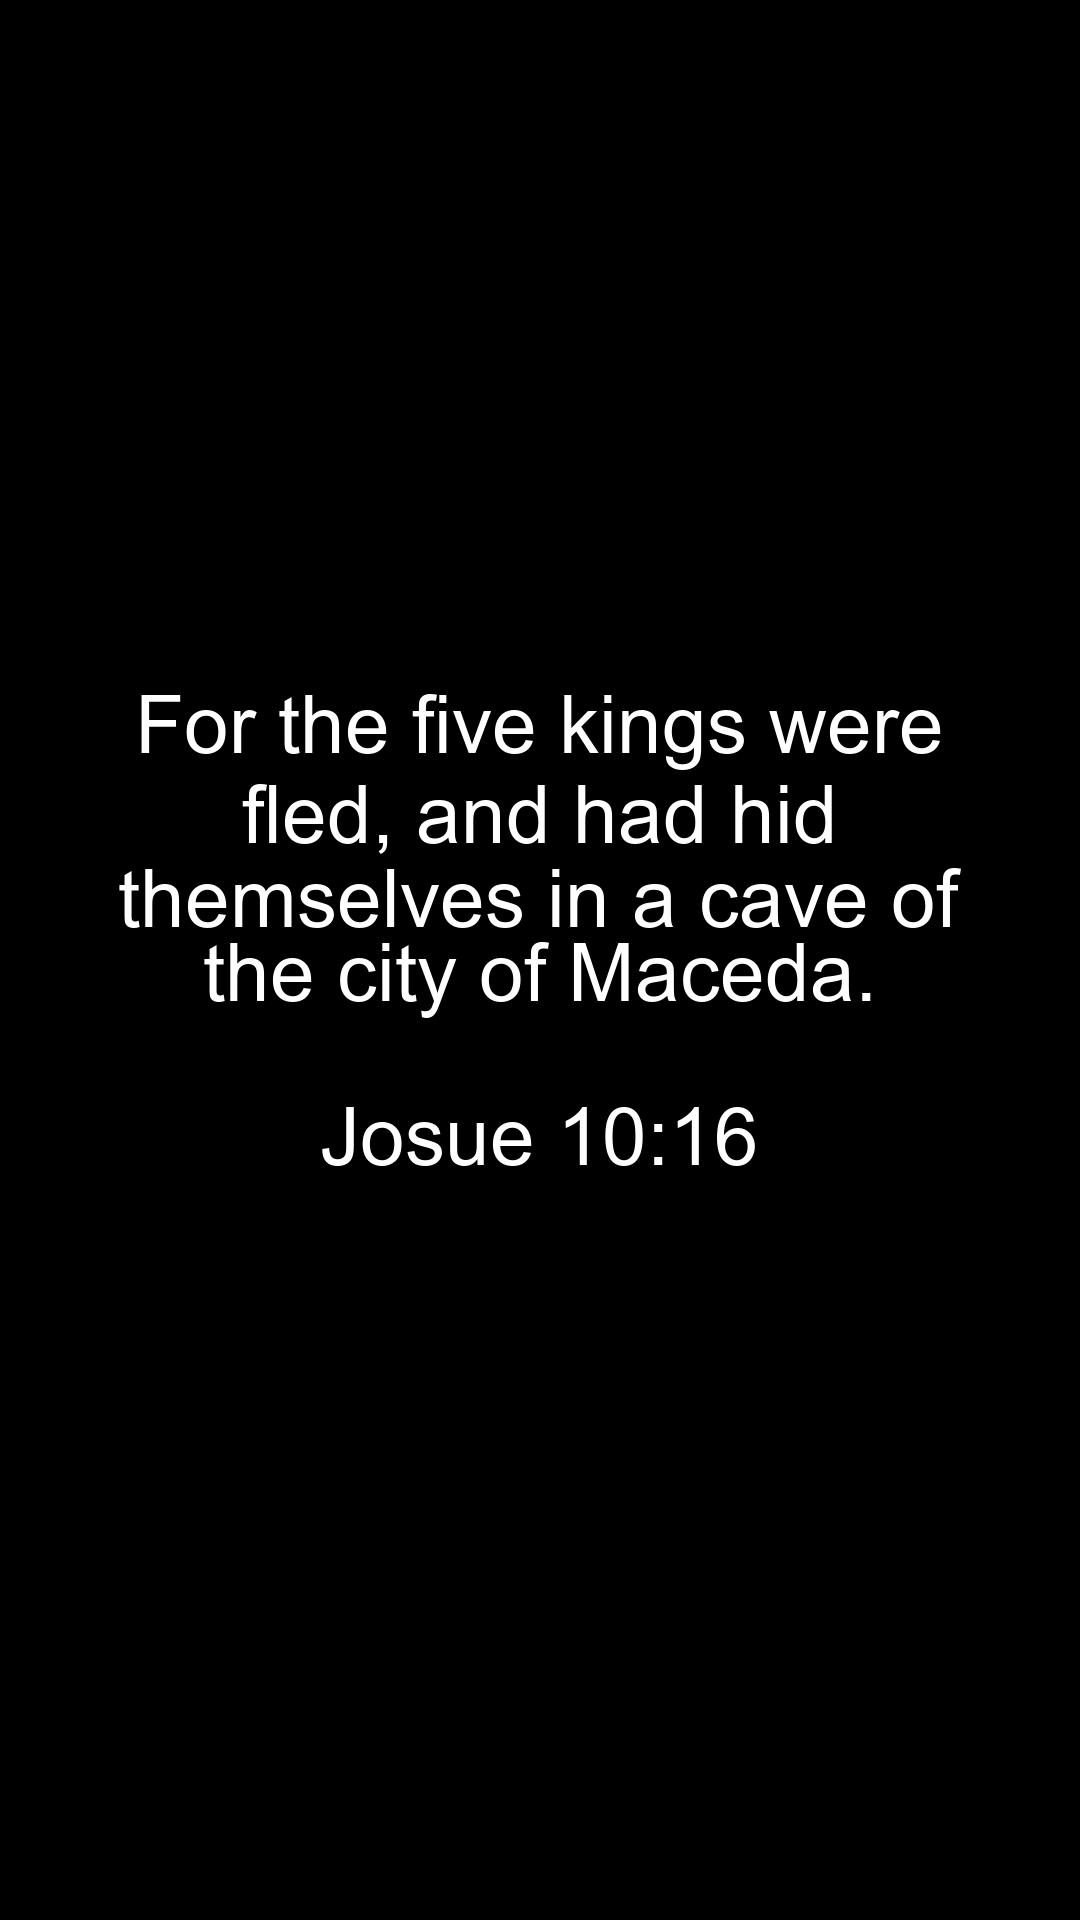 For the five kings were
fled, and had hid
themselves in a cave of
the city of Maceda.
Josue 10:16